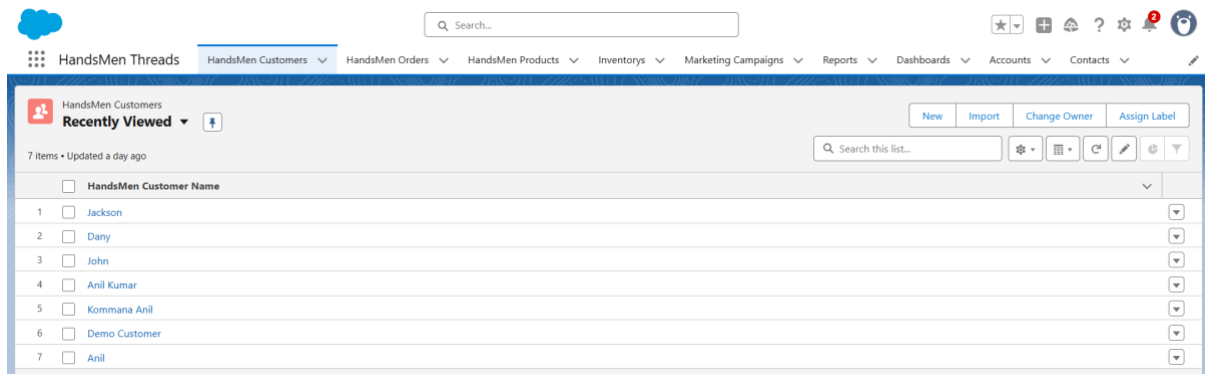 Search...
2
HandsMen Threads HandsMen Customers HandsMen Orders HandsMen Products Inventorys Marketing Campaigns Reports Dashboards Accounts Contacts
HandsMen Customers
Recently Viewed
New Import Change Owner Assign Label
7 items • Updated a day ago
Search this list...
HandsMen Customer Name
1 Jackson
2 Dany
3 John
4 Anil Kumar
5 Kommana Anil
6 Demo Customer
7 Anil